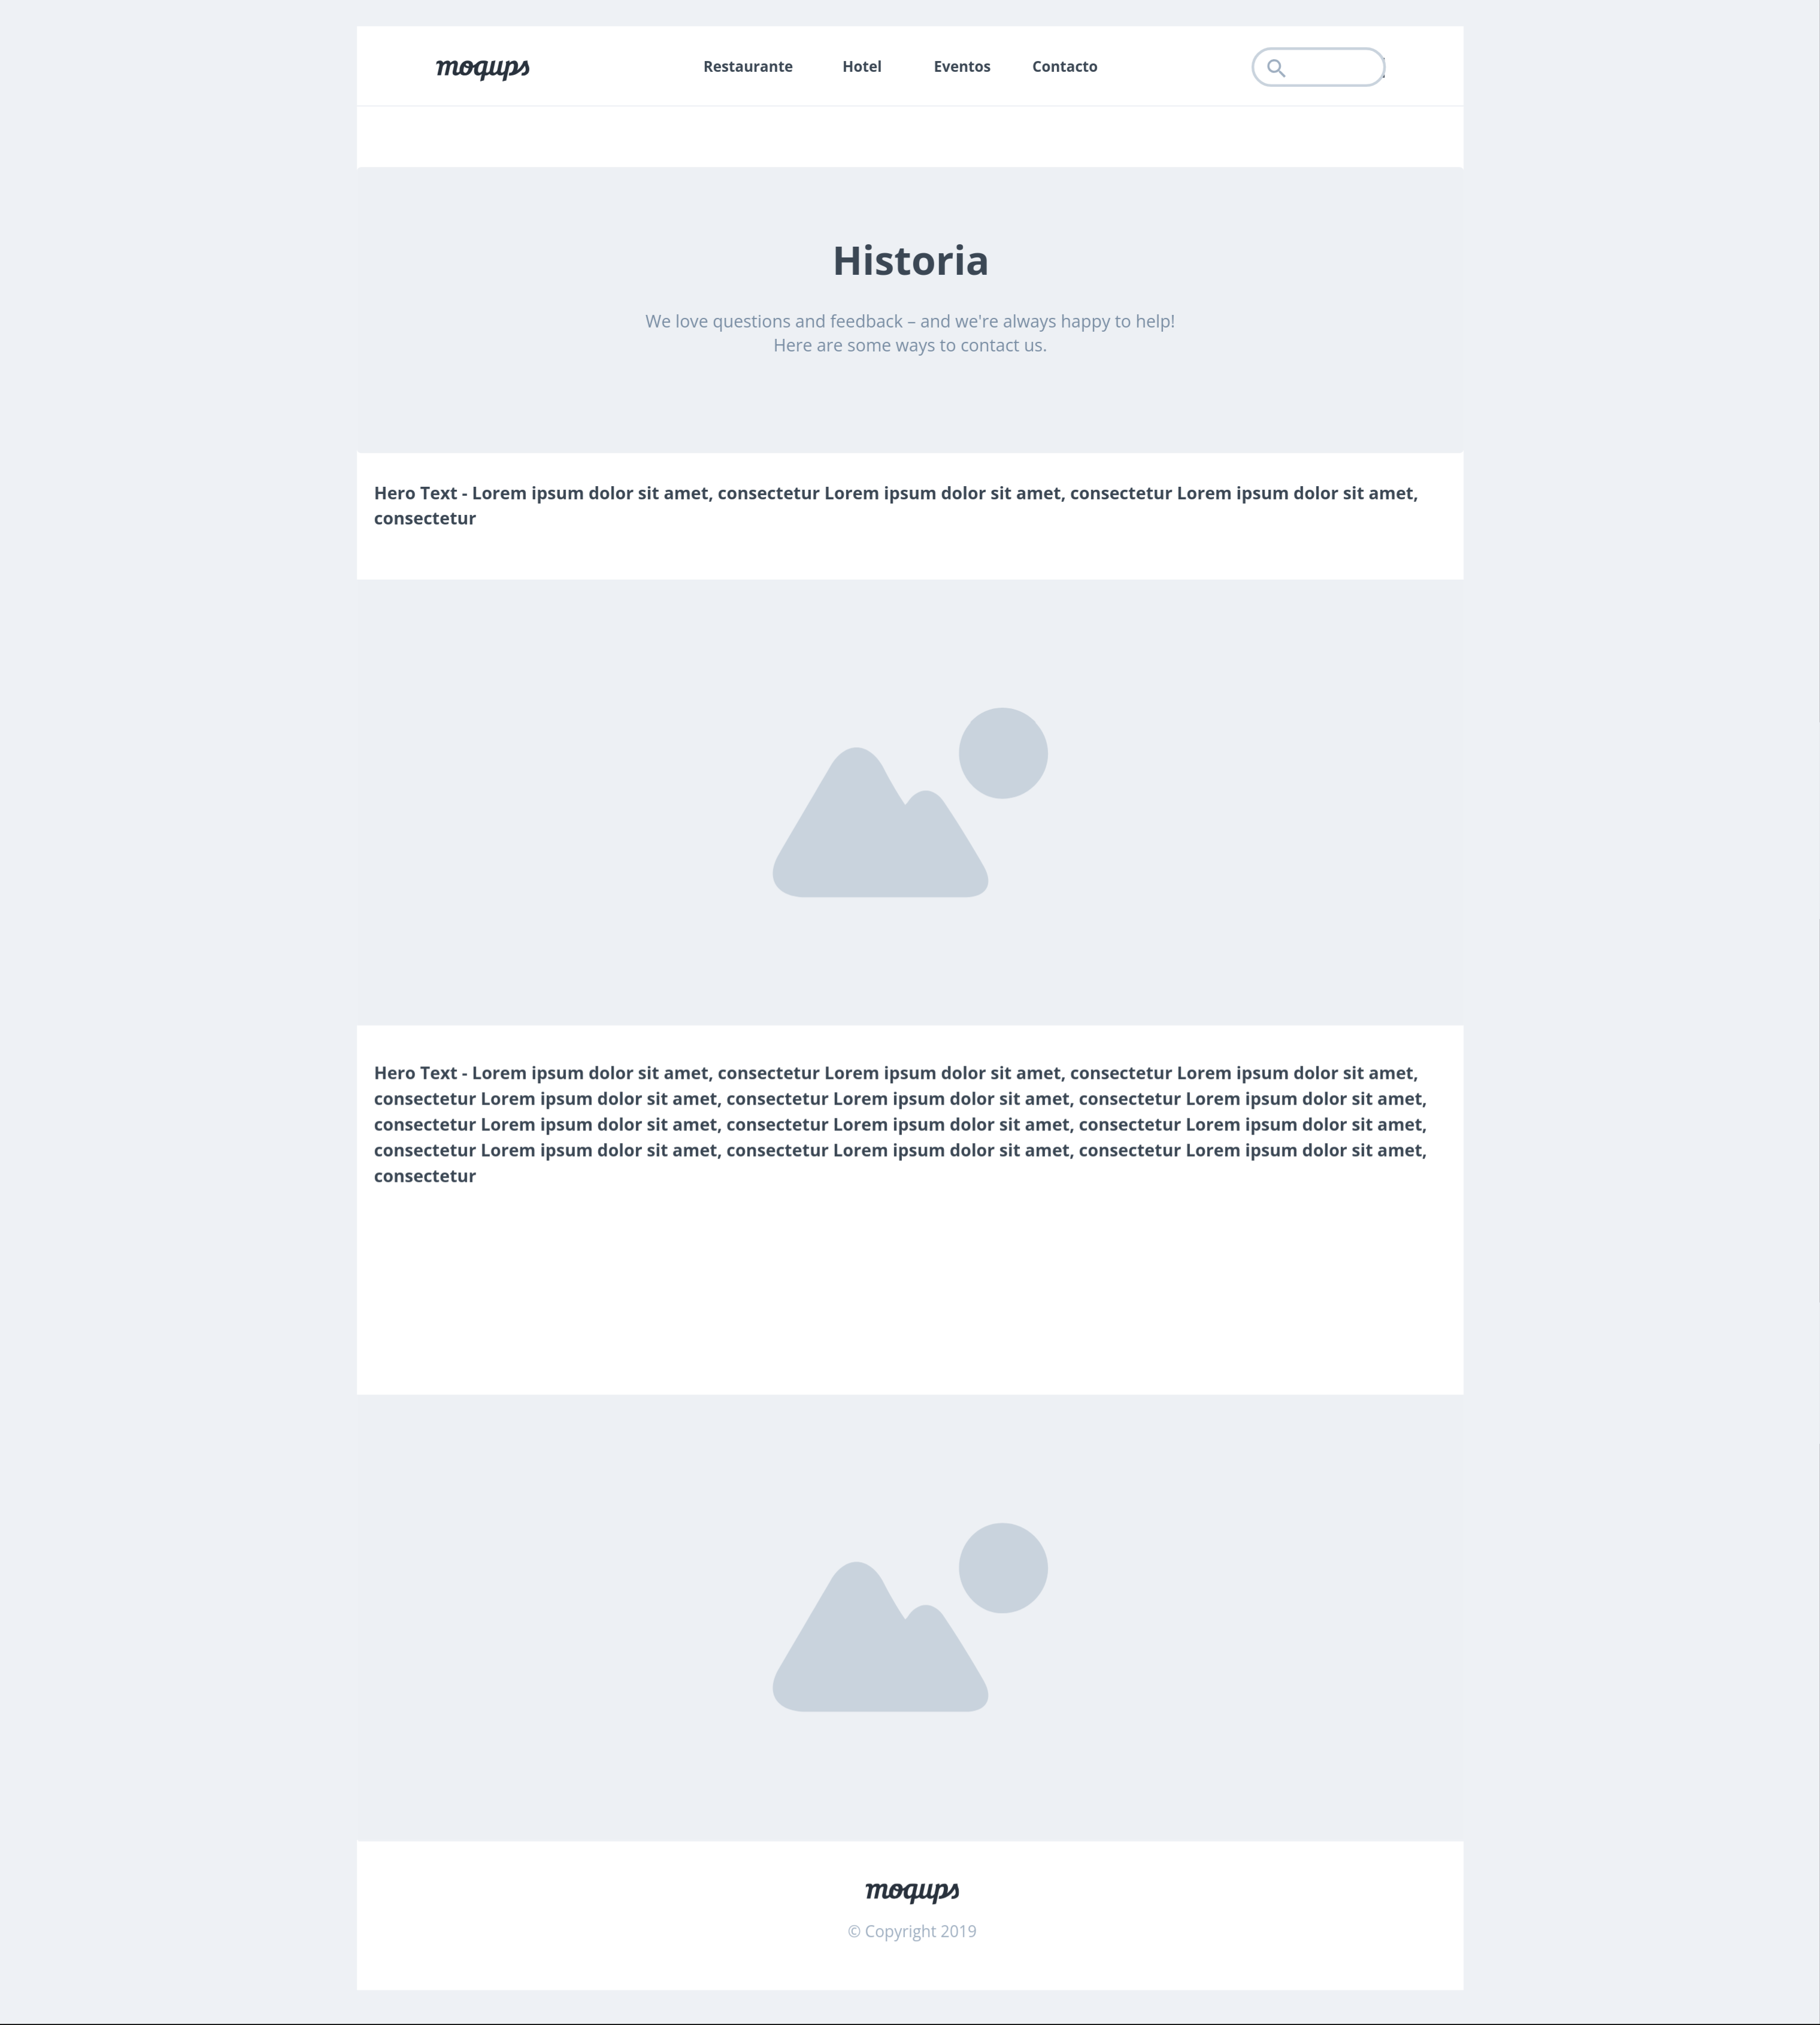 moqups
Restaurante Hotel Eventos Contacto
Historia
We love questions and feedback – and we're always happy to help!
Here are some ways to contact us.
Hero Text - Lorem ipsum dolor sit amet, consectetur Lorem ipsum dolor sit amet, consectetur Lorem ipsum dolor sit amet,
consectetur
Hero Text - Lorem ipsum dolor sit amet, consectetur Lorem ipsum dolor sit amet, consectetur Lorem ipsum dolor sit amet,
consectetur Lorem ipsum dolor sit amet, consectetur Lorem ipsum dolor sit amet, consectetur Lorem ipsum dolor sit amet,
consectetur Lorem ipsum dolor sit amet, consectetur Lorem ipsum dolor sit amet, consectetur Lorem ipsum dolor sit amet,
consectetur Lorem ipsum dolor sit amet, consectetur Lorem ipsum dolor sit amet, consectetur Lorem ipsum dolor sit amet,
consectetur
moqups
© Copyright 2019